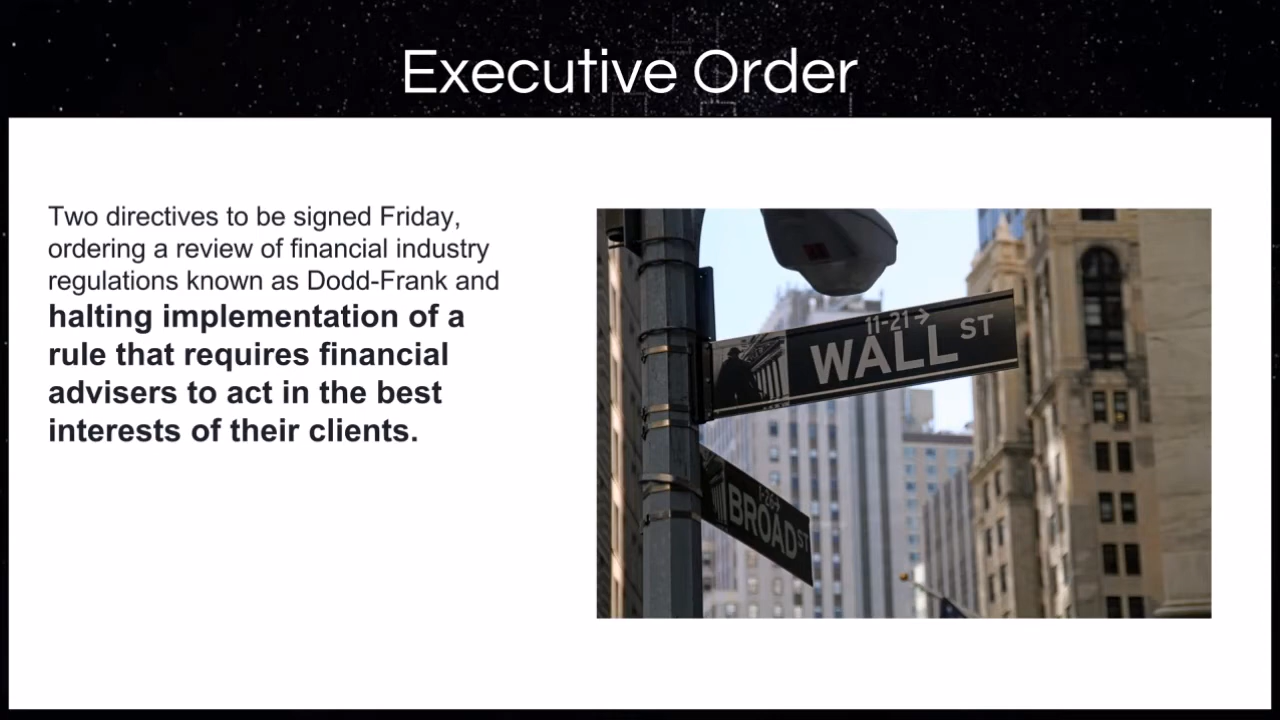 Executive Order
Two directives to be signed Friday,
ordering a review of financial industry
regulations known as Dodd-Frank and
halting implementation of a
rule that requires financial
advisers to act in the best
interests of their clients.
11-21→
WALL ST
BROAD ST